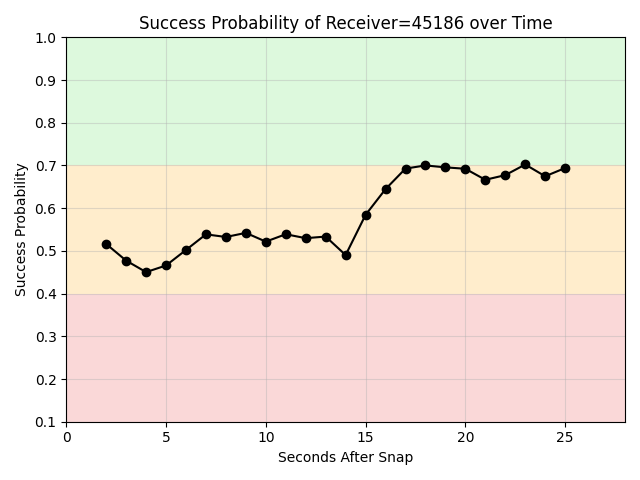 Success Probability of Receiver=45186 over Time
1.0
0.9
0.8
0.7
0.6
0.5
0.4
0.3
0.2
0.1
Success Probability
0 5 10 15 20 25
Seconds After Snap